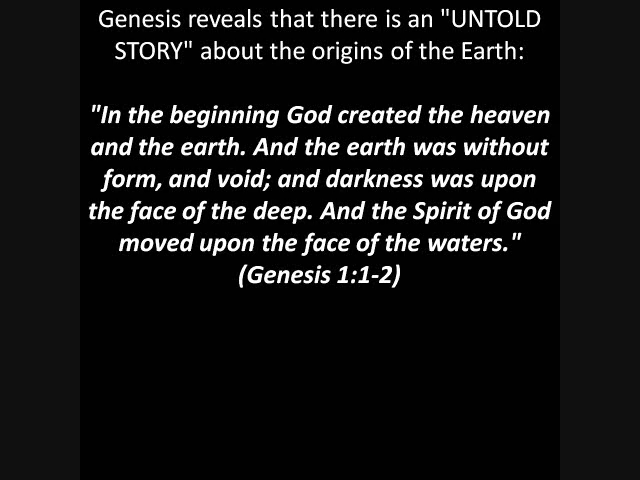 Genesis reveals that there is an "UNTOLD
STORY" about the origins of the Earth:
"In the beginning God created the heaven
and the earth. And the earth was without
form, and void; and darkness was upon
the face of the deep. And the Spirit of God
moved upon the face of the waters."
(Genesis 1:1-2)